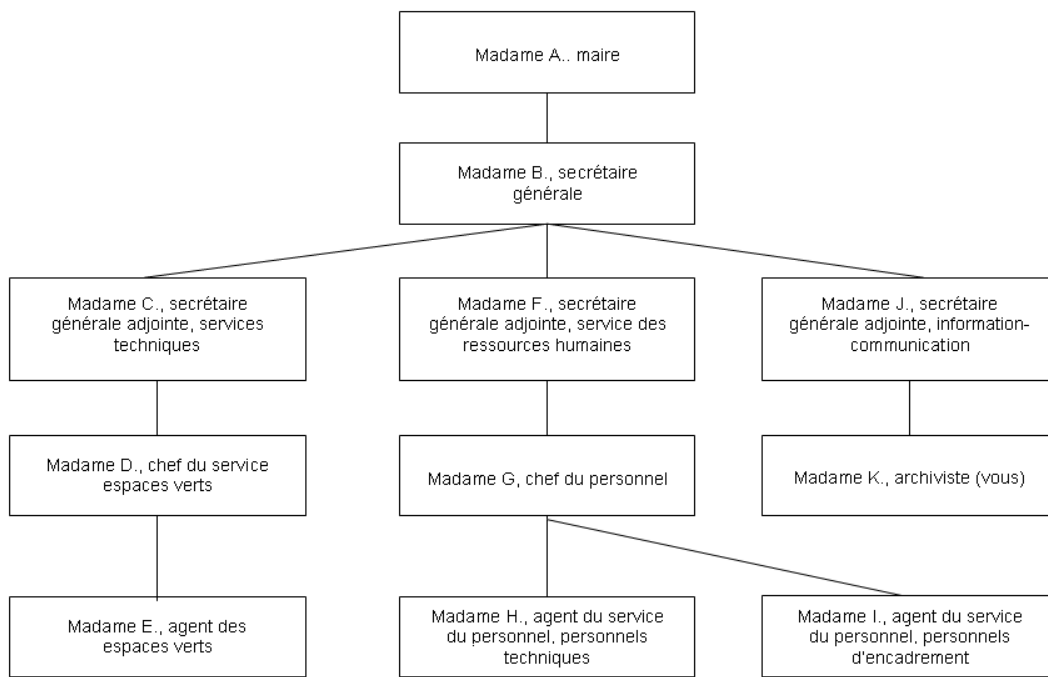 Madame A.. maire
Madame B., secrétaire
générale
Madame C., secrétaire
générale adjointe, services
techniques
Madame F., secrétaire
générale adjointe, service des
ressources humaines
Madame J., secrétaire
générale adjointe, information-
communication
Madame D., chef du service
espaces verts
Madame G, chef du personnel
Madame K., archiviste (vous)
Madame E., agent des
espaces verts
Madame H., agent du service
du personnel, personnels
techniques
Madame I., agent du service
du personnel, personnels
d'encadrement